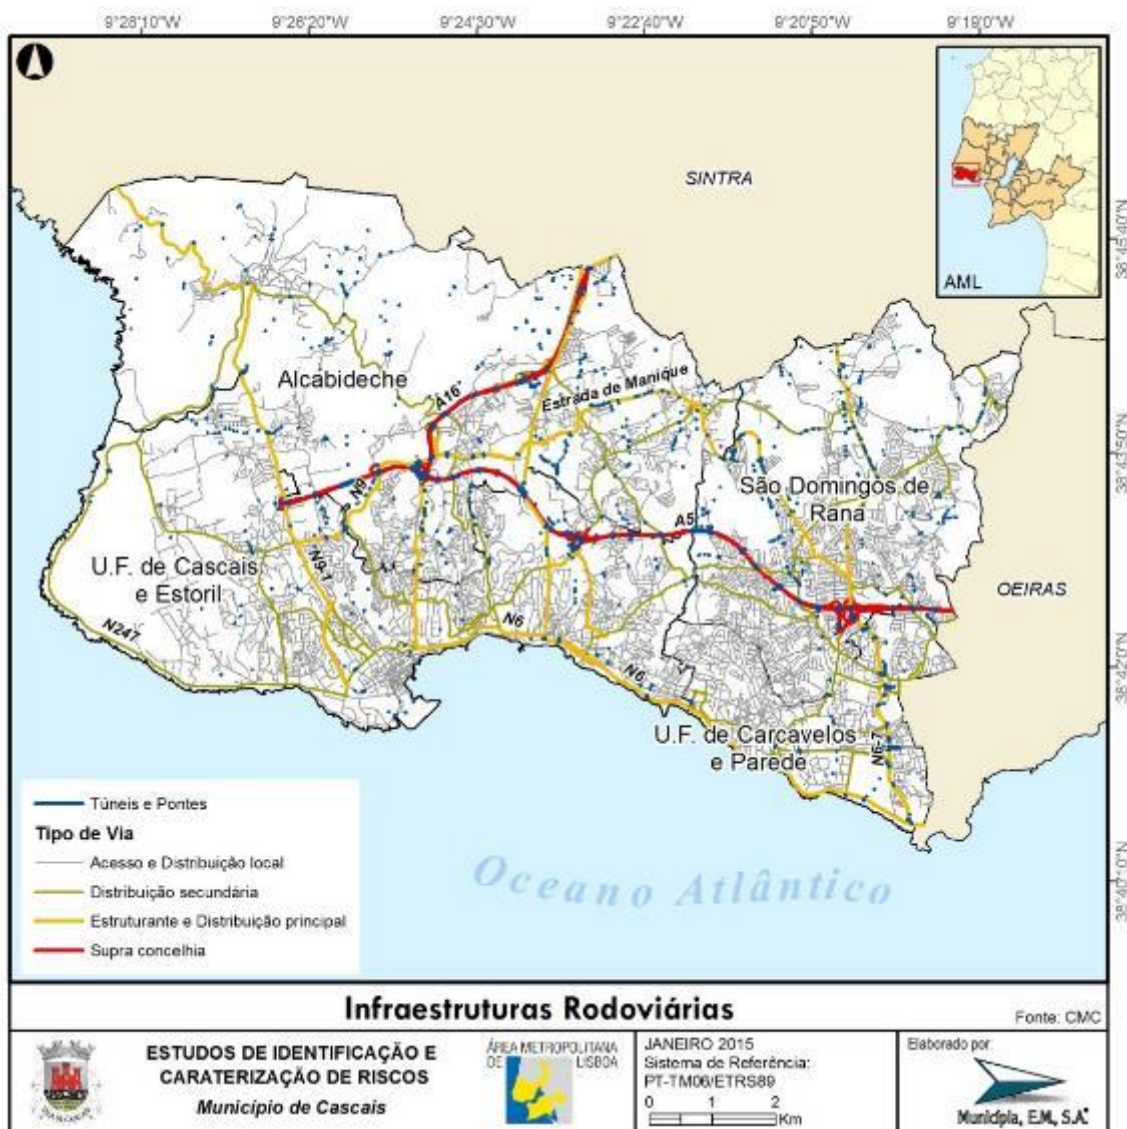 9°28'10"W
9°26'20"W
9°24'30"W
9°22'40"W
9°20'50"W
9°18'0"W
SINTRA
AML
38°45'40"N
Alcabideche
A16
Estrada de Manique
38°43'50"N
N9
São Domingos de
Rana
A5
U.F. de Cascais
e Estoril
N9-1
OEIRAS
N247
N6
N6
38°42'0"N
U.F. de Carcavelos
e Parede
N6-7
Túneis e Pontes
Tipo de Via
Acesso e Distribuição local
Distribuição secundária
Estruturante e Distribuição principal
Supra concelhia
Oceano Atlântico
38°40'10"N
Infraestruturas Rodoviárias
Fonte: CMC
ESTUDOS DE IDENTIFICAÇÃO E
CARATERIZAÇÃO DE RISCOS
Município de Cascais
ÁREA METROPOLITANA
DE LISBOA
JANEIRO 2015
Sistema de Referência:
PT-TM06/ETRS89
0 1 2
Km
Elaborado por:
Municípia, E.M., S.A.